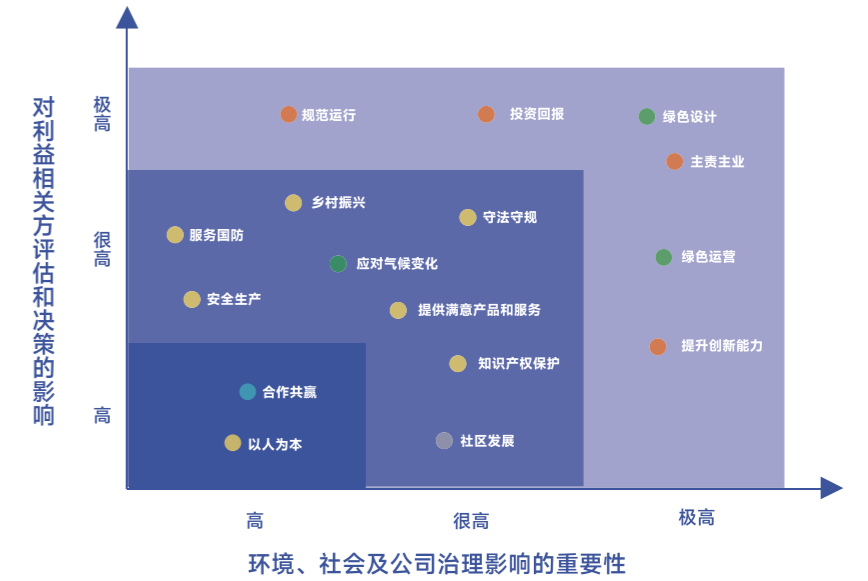 对利益相关方评估和决策的影响
极高
很高
高
规范运行
投资回报
绿色设计
主责主业
乡村振兴
守法守规
服务国防
应对气候变化
绿色运营
安全生产
提供满意产品和服务
提升创新能力
知识产权保护
合作共赢
以人为本
社区发展
高
很高
极高
环境、社会及公司治理影响的重要性